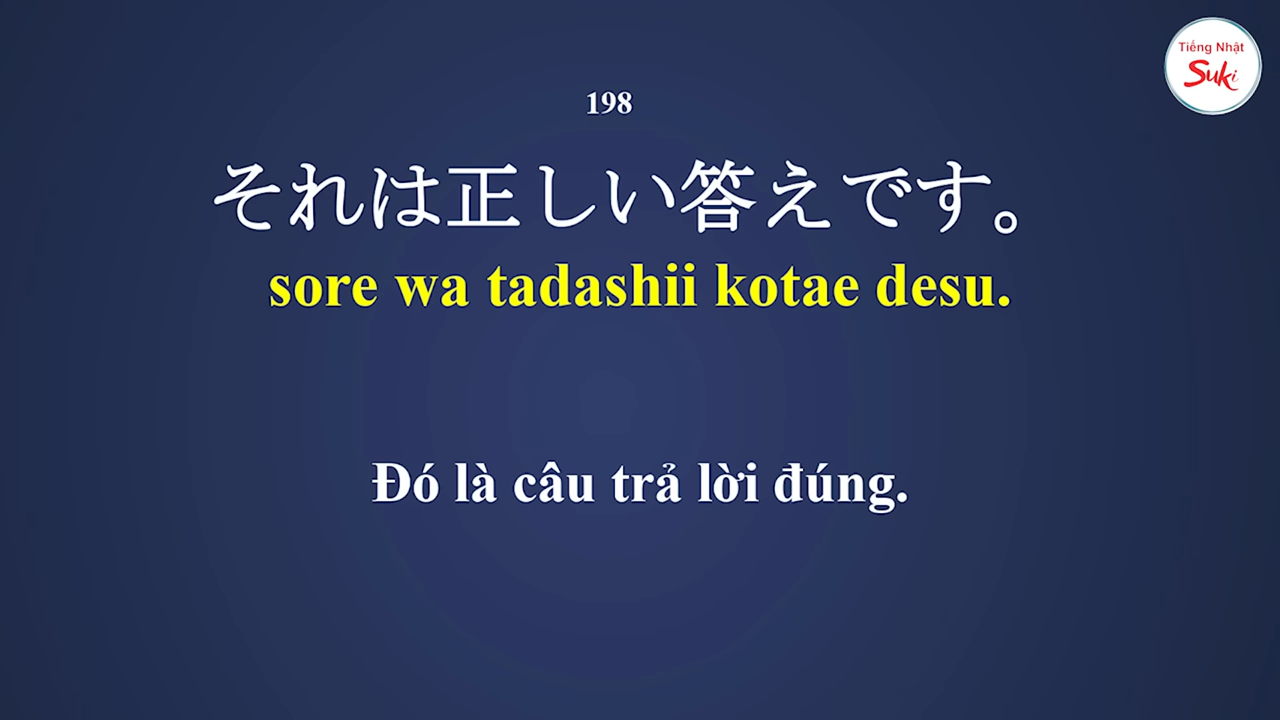 Tiếng Nhật
Suki
198
それは正しい答えです。
sore wa tadashii kotae desu.
Đó là câu trả lời đúng.